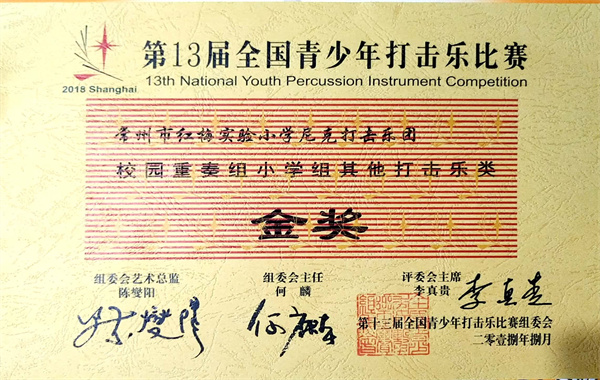 第13届全国青少年打击乐比赛
13th National Youth Percussion Instrument Competition
2018 Shanghai
常州市红梅实验小学尼克打击乐团
校园重奏组小学组其他打击乐类
金奖
组委会艺术总监
陈燮阳
组委会主任
何麟
评委会主席
李真贵
第十三届全国青少年打击乐比赛组委会
二零壹捌年捌月